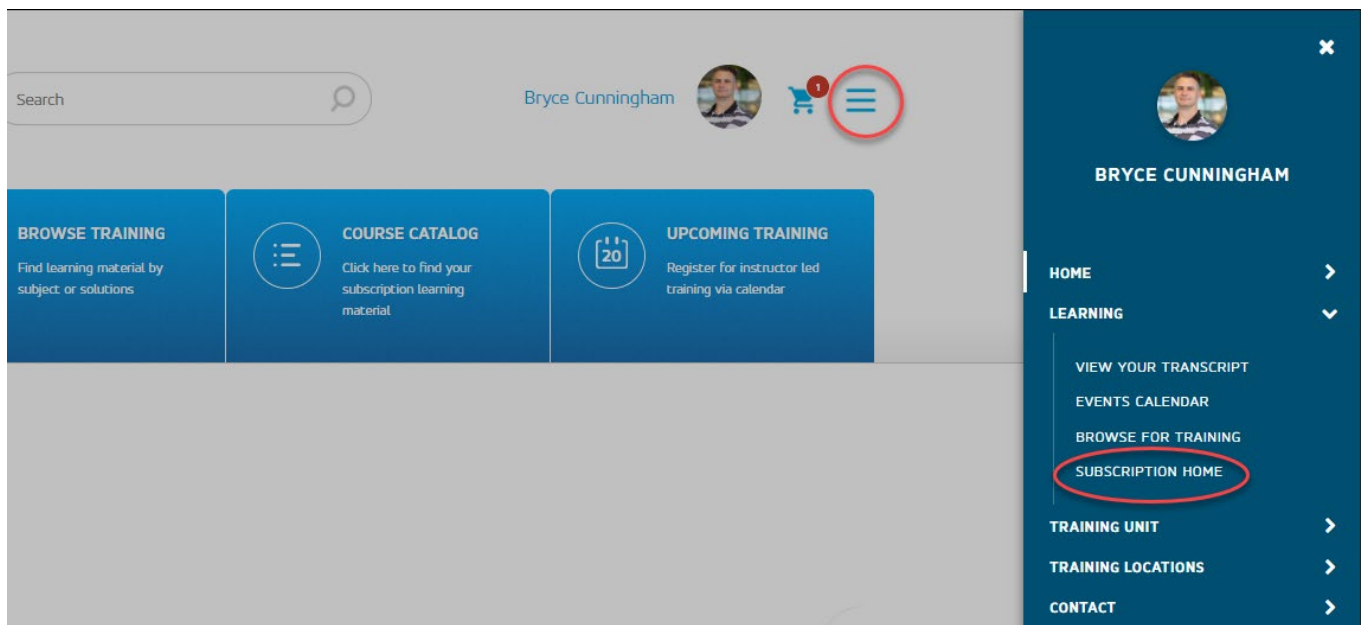 Search
Bryce Cunningham
1
BROWSE TRAINING
Find learning material by
subject or solutions
COURSE CATALOG
Click here to find your
subscription learning
material
20
UPCOMING TRAINING
Register for instructor led
training via calendar
BRYCE CUNNINGHAM
HOME
LEARNING
VIEW YOUR TRANSCRIPT
EVENTS CALENDAR
BROWSE FOR TRAINING
SUBSCRIPTION HOME
TRAINING UNIT
TRAINING LOCATIONS
CONTACT